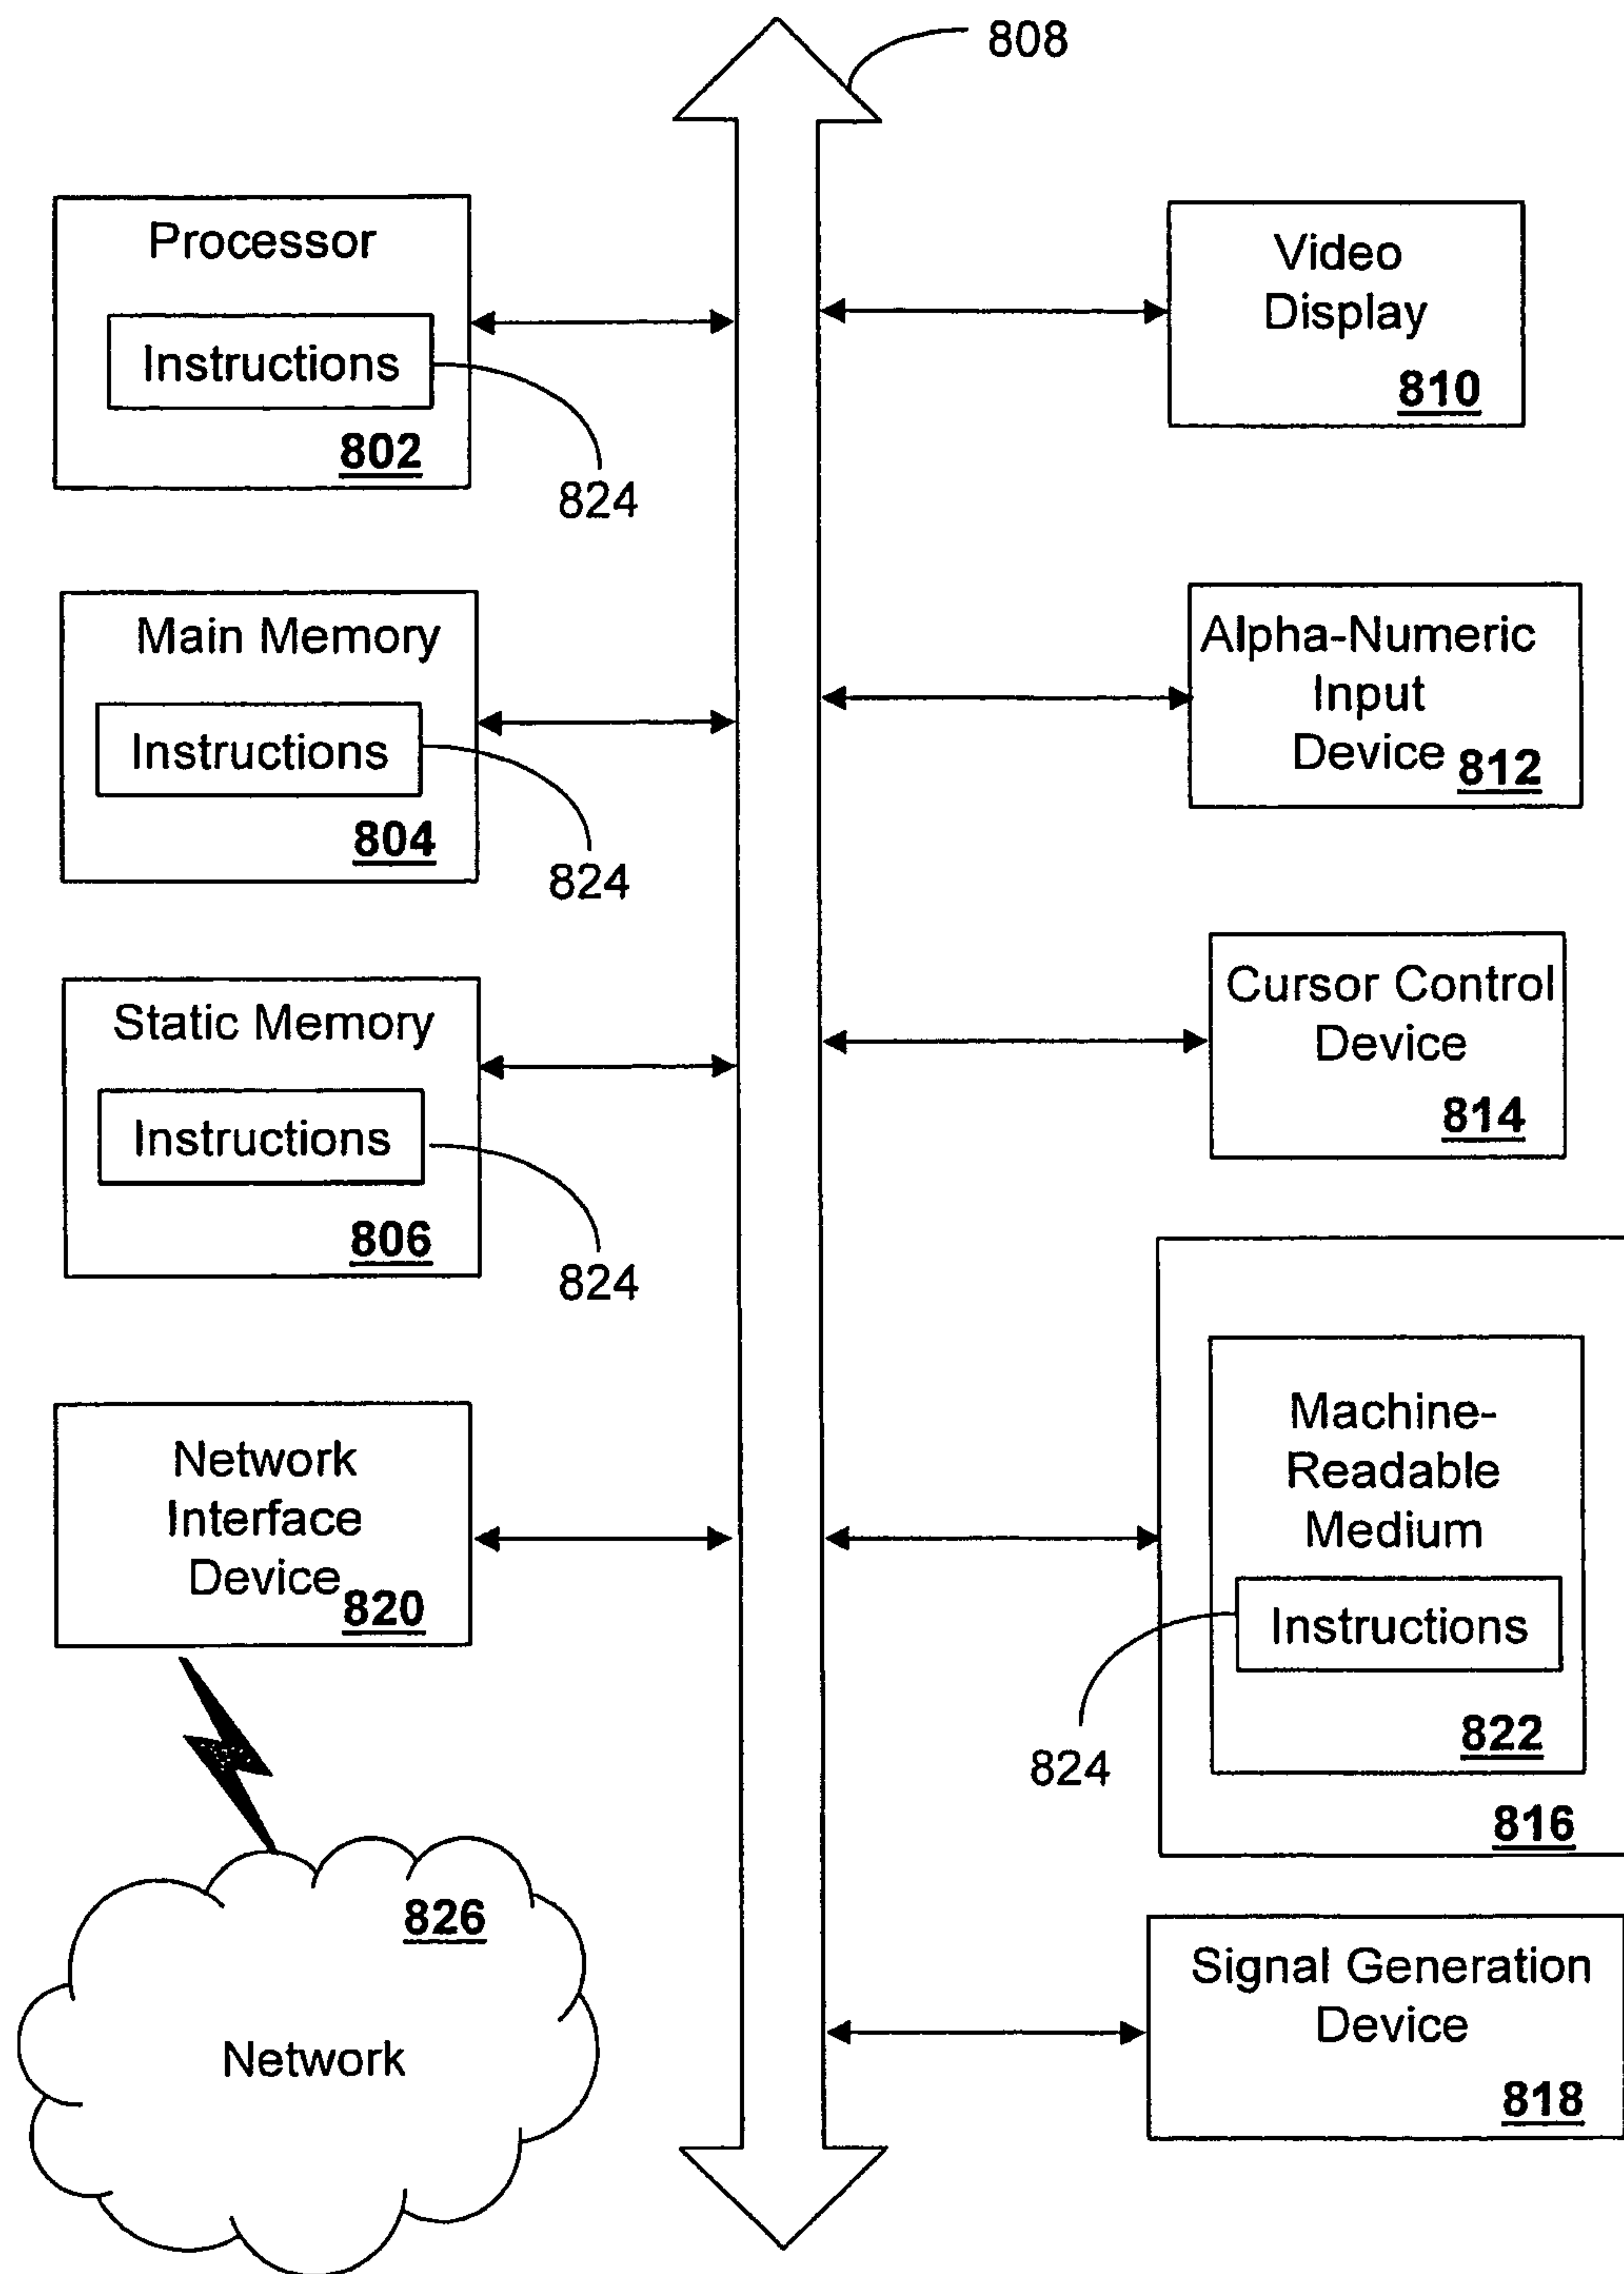 808
Processor
Instructions
802
824
Main Memory
Instructions
804
824
Static Memory
Instructions
806
824
Network
Interface
Device
820
826
Network
Video
Display
810
Alpha-Numeric
Input
Device
812
Cursor Control
Device
814
Machine-
Readable
Medium
Instructions
824
822
816
Signal Generation
Device
818